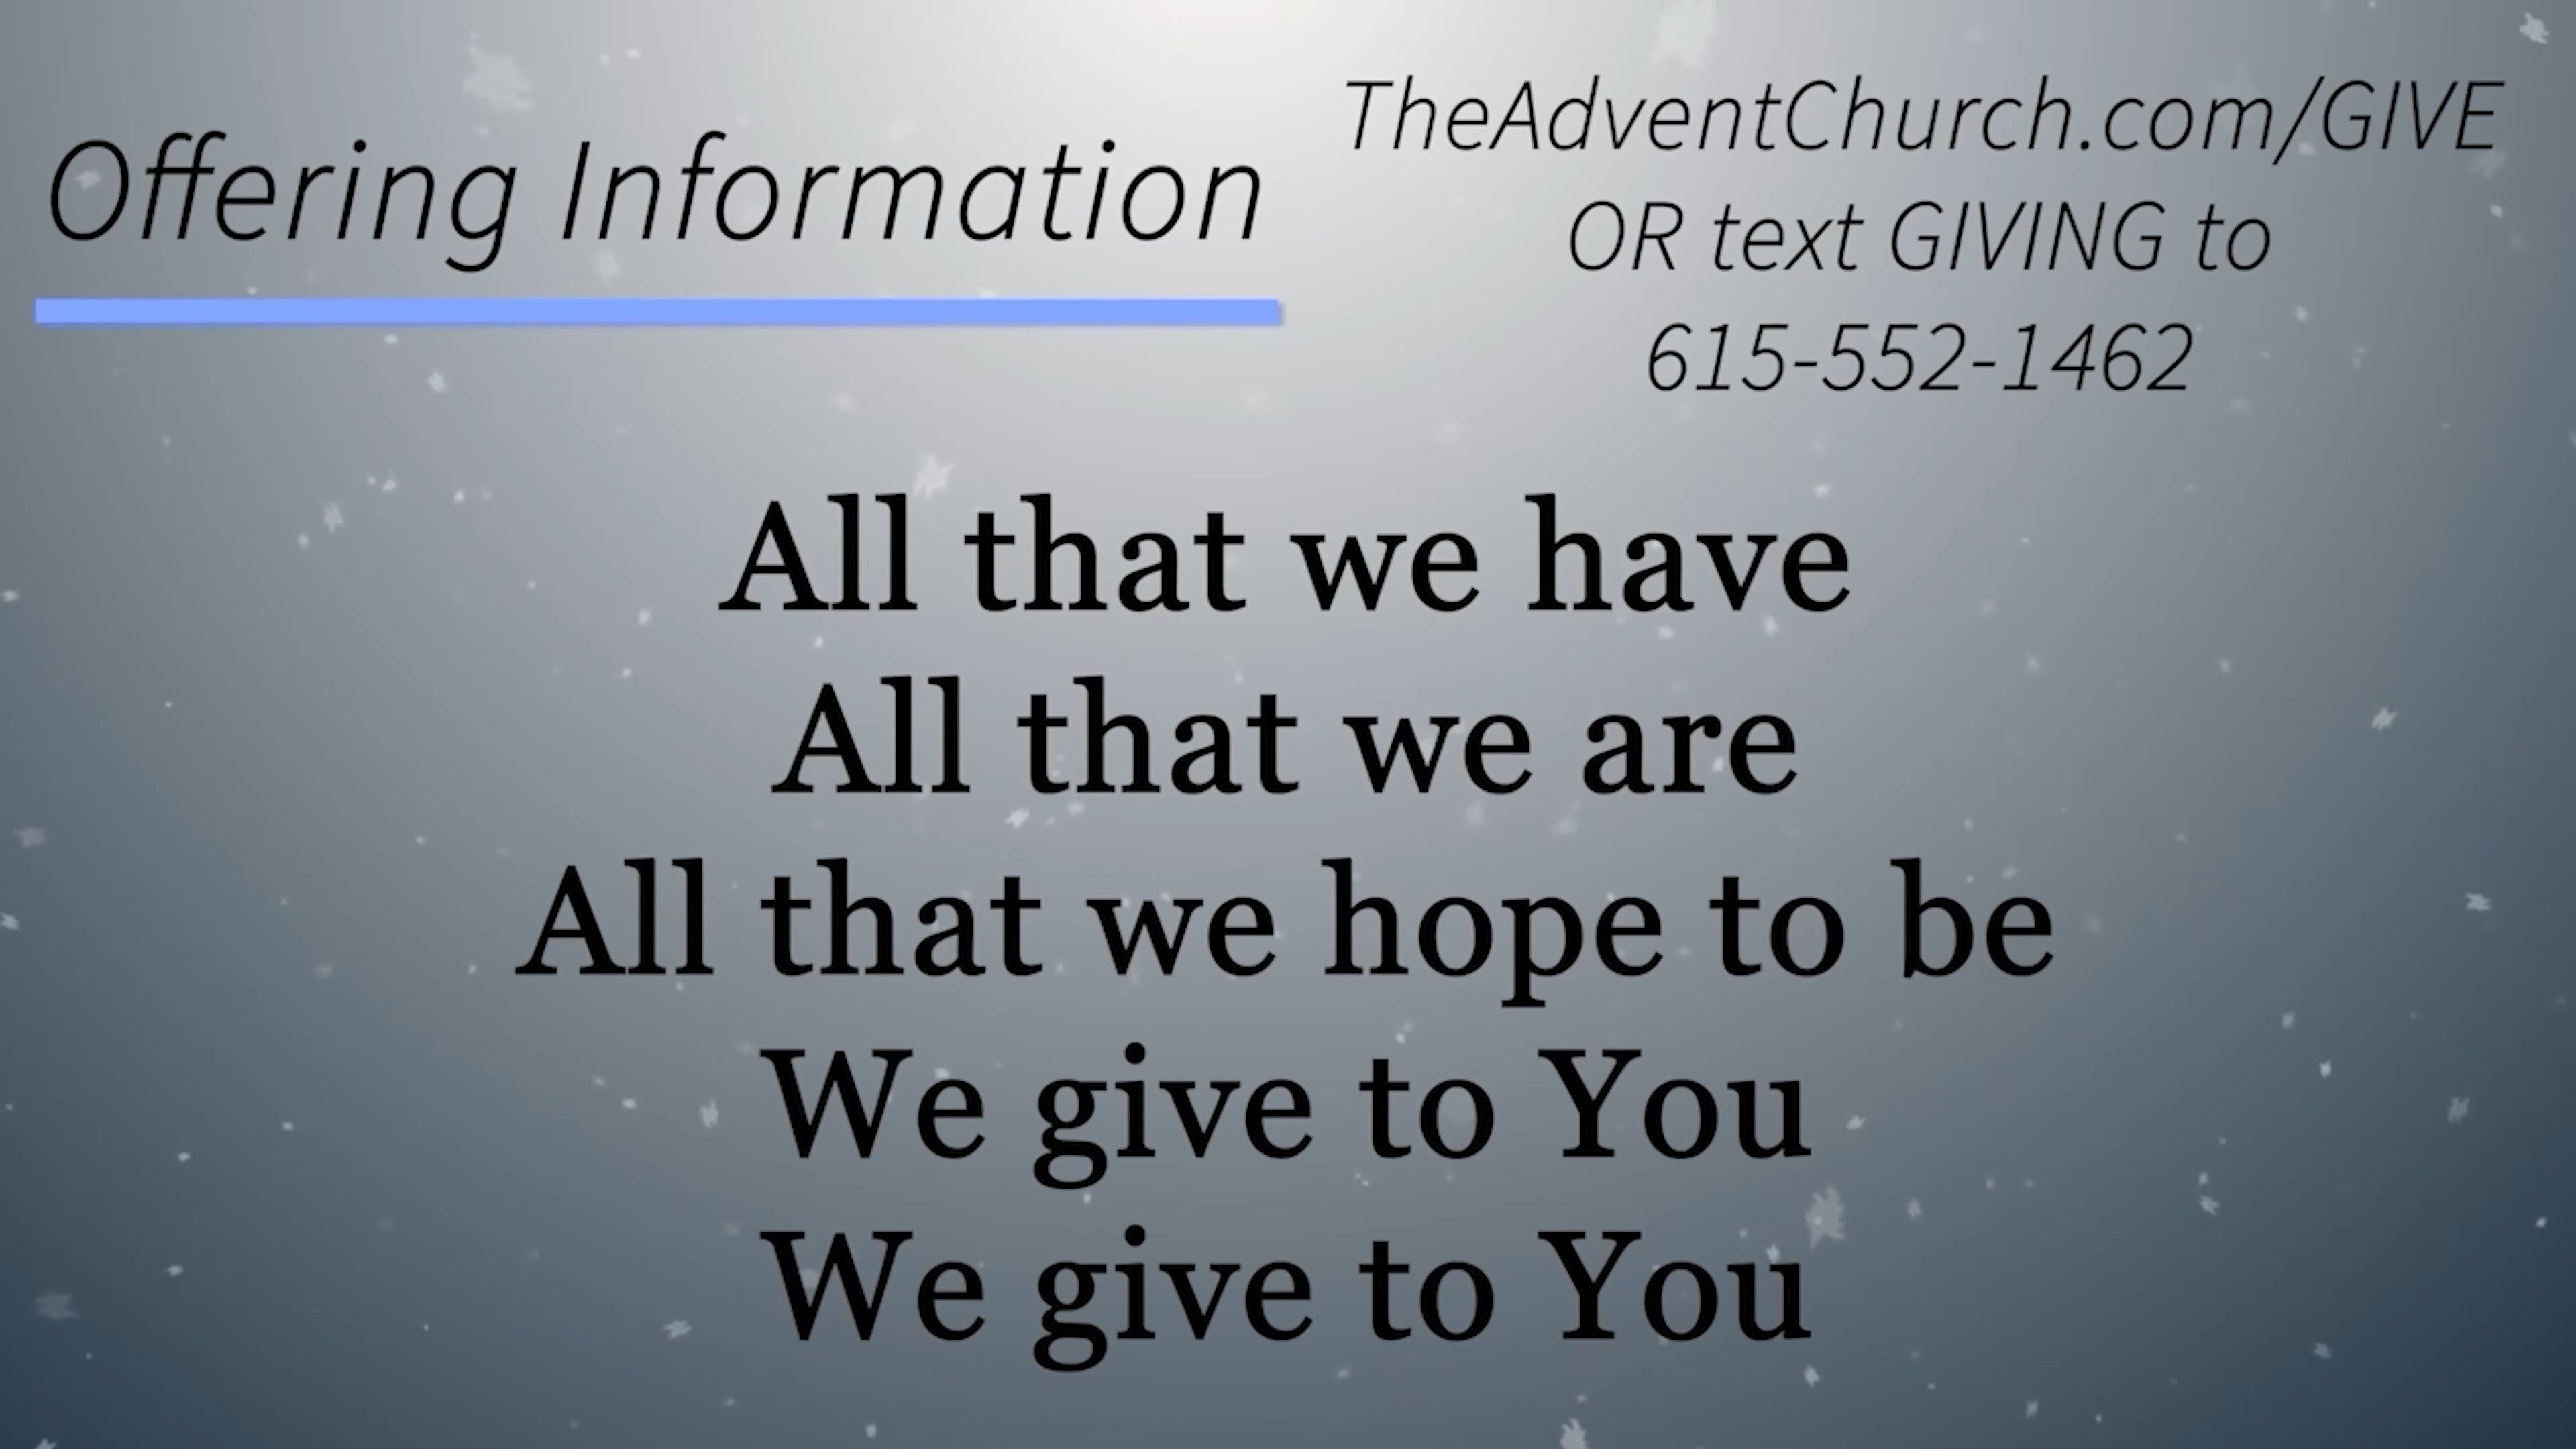 Offering Information
TheAdventChurch.com/GIVE
OR text GIVING to
615-552-1462
All that we have
All that we are
All that we hope to be
We give to You
We give to You